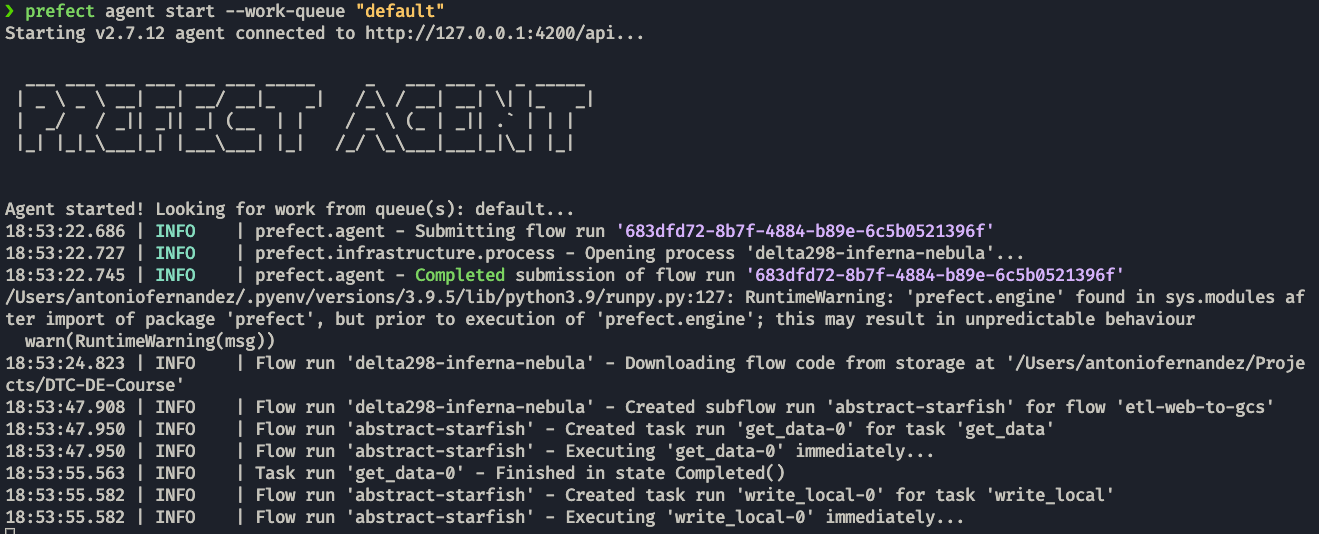 ❯ prefect agent start --work-queue "default"
Starting v2.7.12 agent connected to http://127.0.0.1:4200/api...
  ___ ___ ___ ___ ___ ___ _____     _   ___ ___ _  _ _____
 | _ \ _ \ __| __| __/ __|_   _|   /_\ / __| __| \| |_   _|
 |  _/   / _|| _|| _| (__  | |    / _ \ (_ | _|| .` | | |
 |_| |_|_\___|_| |___\___| |_|   /_/ \_\___|___|_|\_| |_|
Agent started! Looking for work from queue(s): default...
18:53:22.686 | INFO    | prefect.agent - Submitting flow run '683dfd72-8b7f-4884-b89e-6c5b0521396f'
18:53:22.727 | INFO    | prefect.infrastructure.process - Opening process 'delta298-inferna-nebula'...
18:53:22.745 | INFO    | prefect.agent - Completed submission of flow run '683dfd72-8b7f-4884-b89e-6c5b0521396f'
/Users/antoniofernandez/.pyenv/versions/3.9.5/lib/python3.9/runpy.py:127: RuntimeWarning: 'prefect.engine' found in sys.modules af
ter import of package 'prefect', but prior to execution of 'prefect.engine'; this may result in unpredictable behaviour
  warn(RuntimeWarning(msg))
18:53:24.823 | INFO    | Flow run 'delta298-inferna-nebula' - Downloading flow code from storage at '/Users/antoniofernandez/Proje
cts/DTC-DE-Course'
18:53:47.908 | INFO    | Flow run 'delta298-inferna-nebula' - Created subflow run 'abstract-starfish' for flow 'etl-web-to-gcs'
18:53:47.950 | INFO    | Flow run 'abstract-starfish' - Created task run 'get_data-0' for task 'get_data'
18:53:47.950 | INFO    | Flow run 'abstract-starfish' - Executing 'get_data-0' immediately...
18:53:55.563 | INFO    | Task run 'get_data-0' - Finished in state Completed()
18:53:55.582 | INFO    | Flow run 'abstract-starfish' - Created task run 'write_local-0' for task 'write_local'
18:53:55.582 | INFO    | Flow run 'abstract-starfish' - Executing 'write_local-0' immediately...